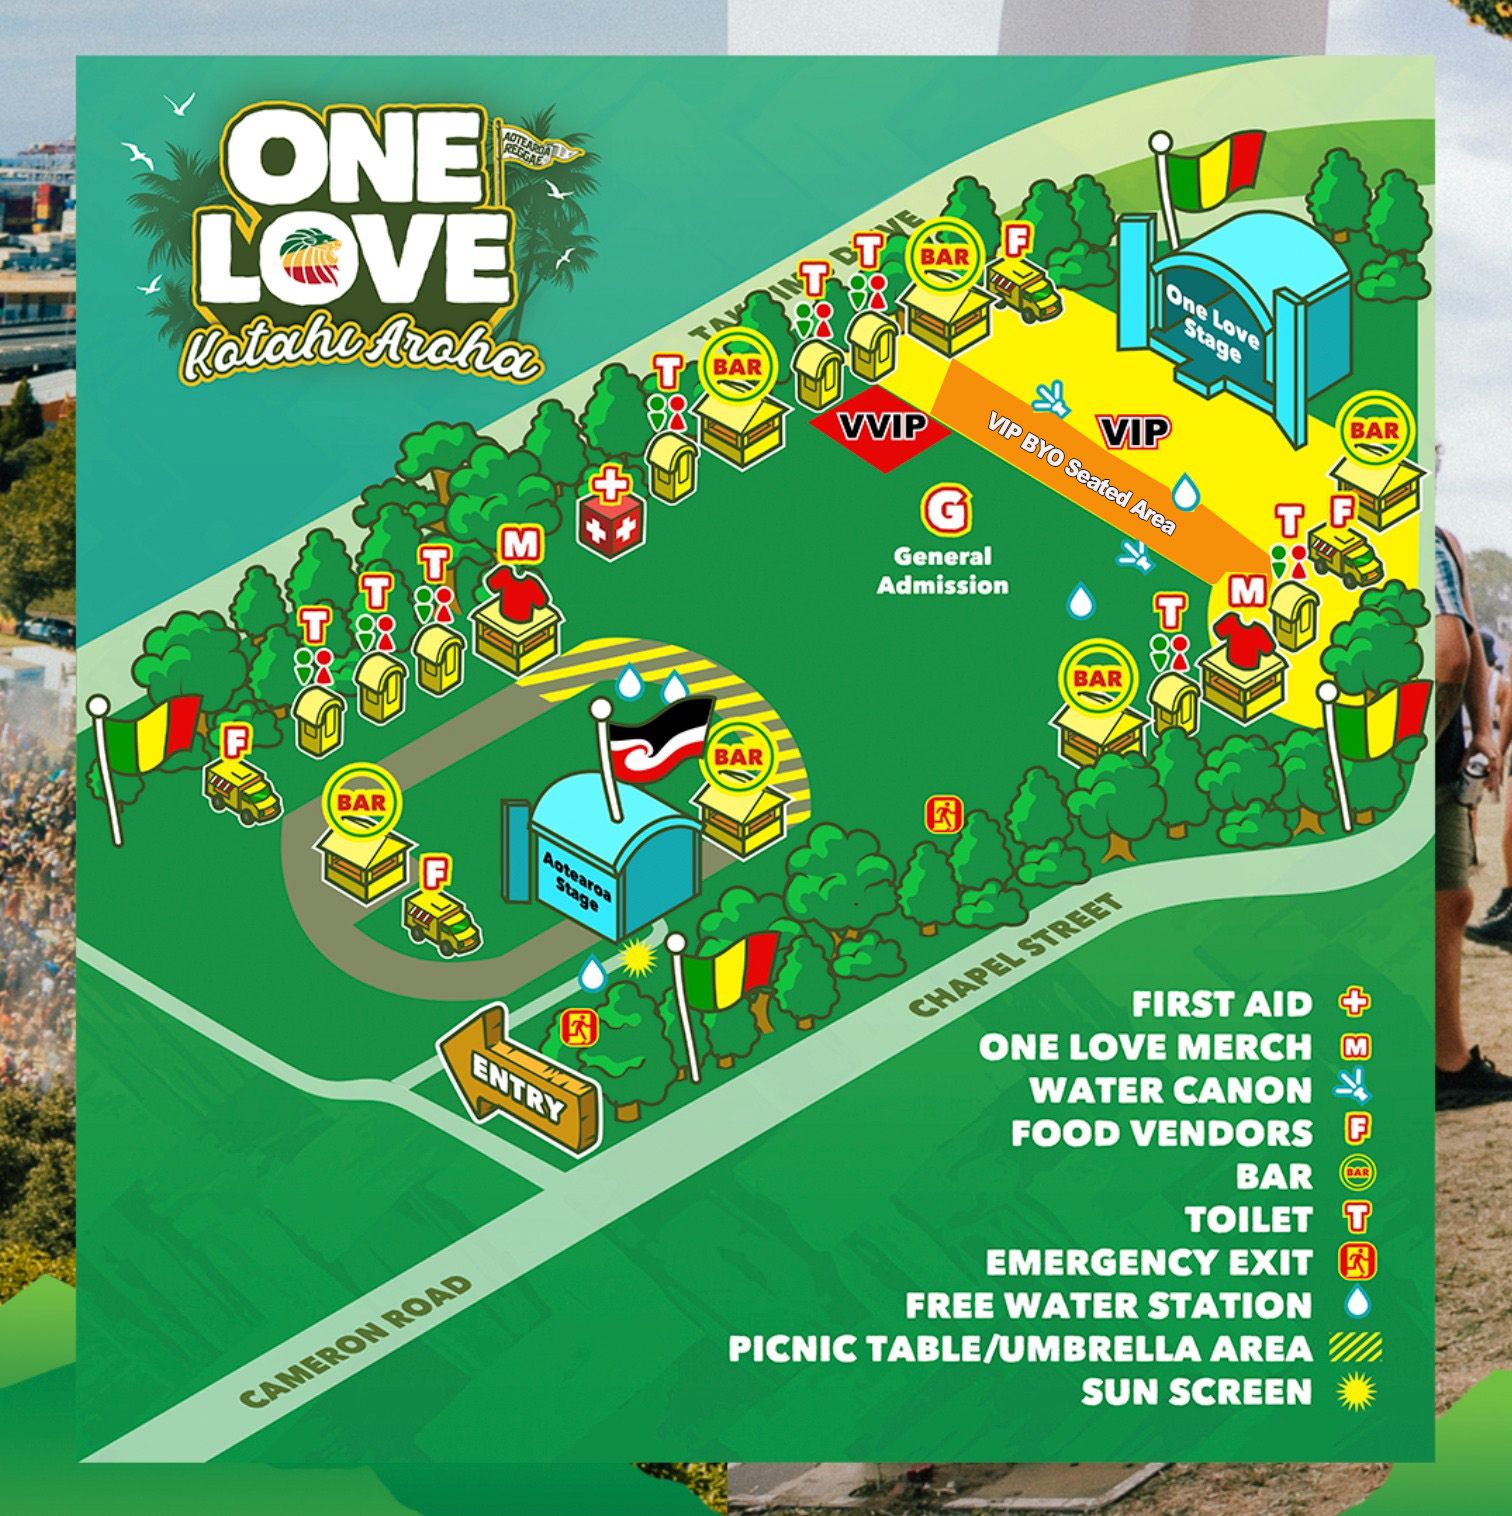 ONE
LOVE
AOTEAROA
REGGAE
Kotahi Aroha
DRIVE
T
T
BAR
F
T
BAR
One Love
Stage
VVIP
VIP BYO Seated Area
VIP
BAR
G
General
Admission
T
F
M
T
T
T
M
T
BAR
F
BAR
BAR
F
Aotearoa
Stage
ENTRY
CHAPEL STREET
CAMERON ROAD
FIRST AID
ONE LOVE MERCH M
WATER CANON
FOOD VENDORS F
BAR BAR
TOILET T
EMERGENCY EXIT
FREE WATER STATION
PICNIC TABLE/UMBRELLA AREA
SUN SCREEN